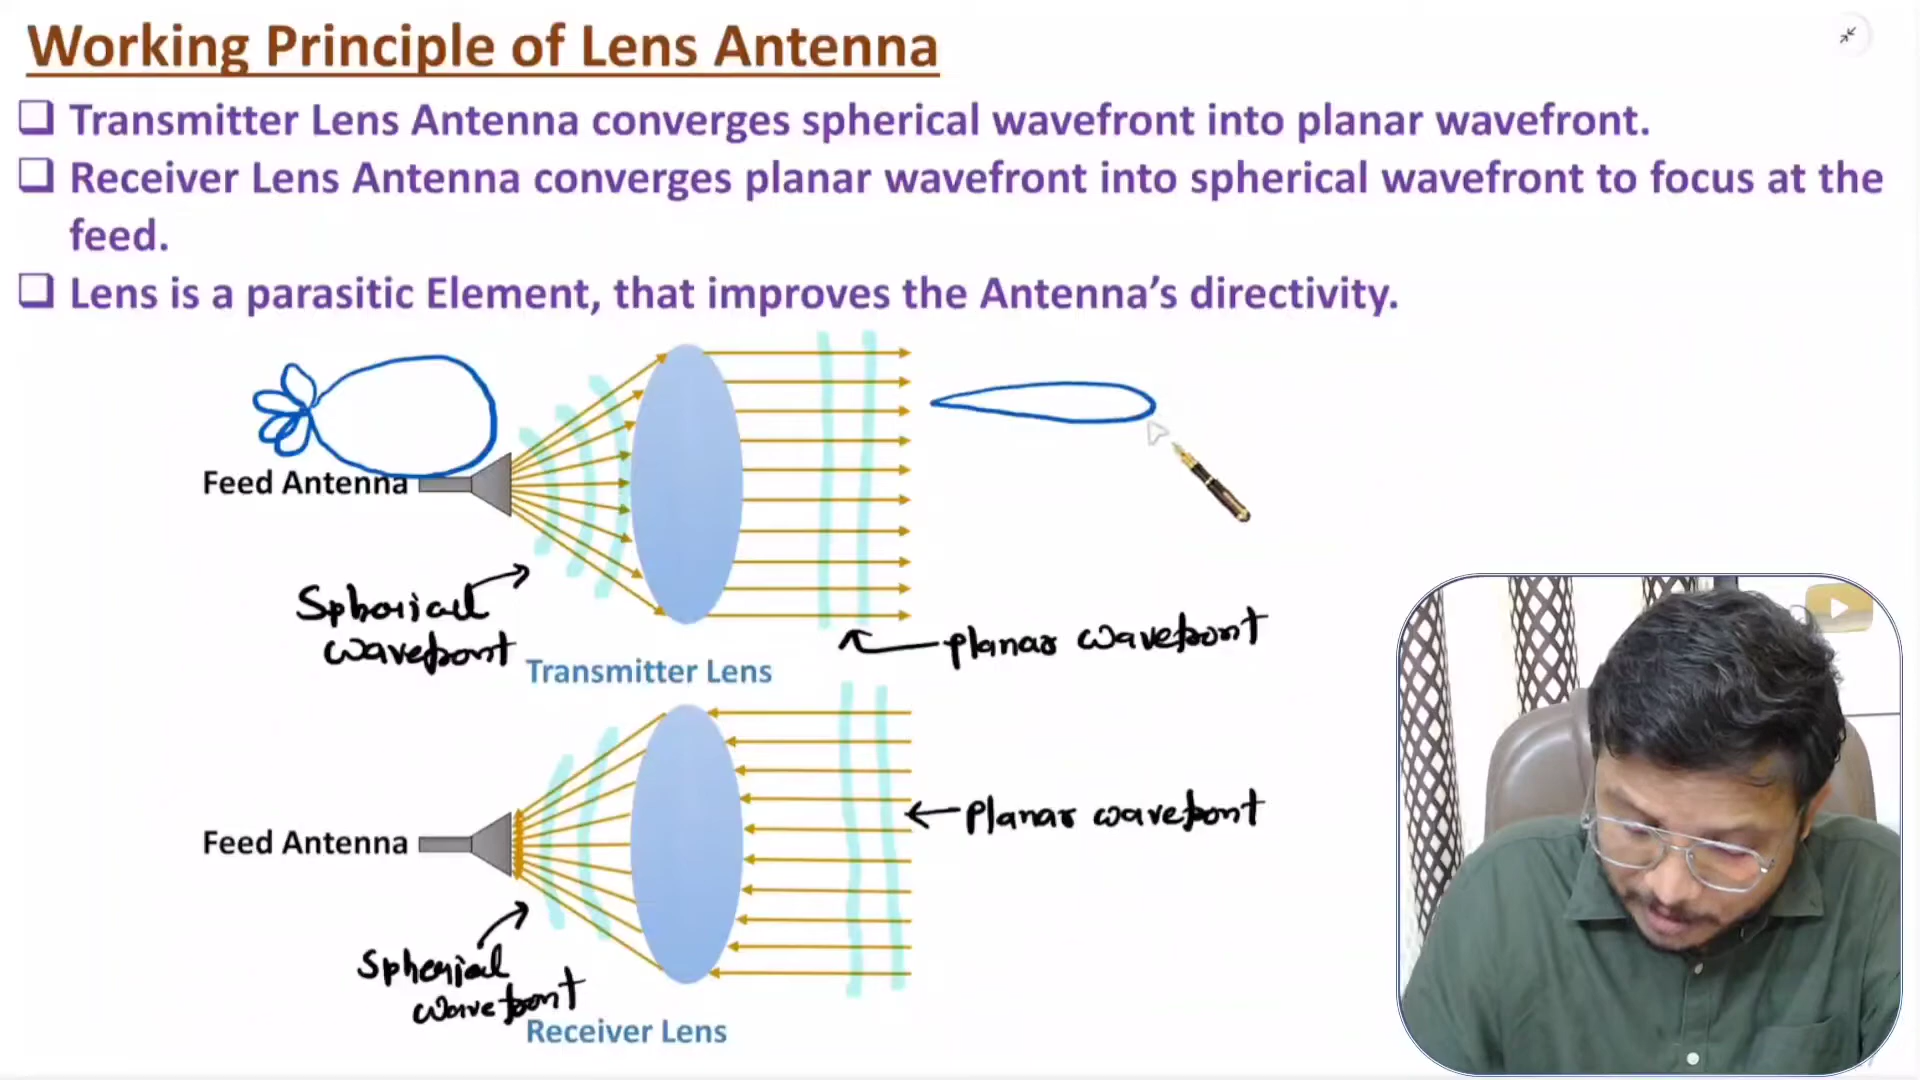 Working Principle of Lens Antenna
Transmitter Lens Antenna converges spherical wavefront into planar wavefront.
Receiver Lens Antenna converges planar wavefront into spherical wavefront to focus at the
feed.
Lens is a parasitic Element, that improves the Antenna's directivity.
Feed Antenna
Spherical
wavefront
planar wavefront
Transmitter Lens
Planar wavefront
Feed Antenna
Spherical
wavefront
Receiver Lens